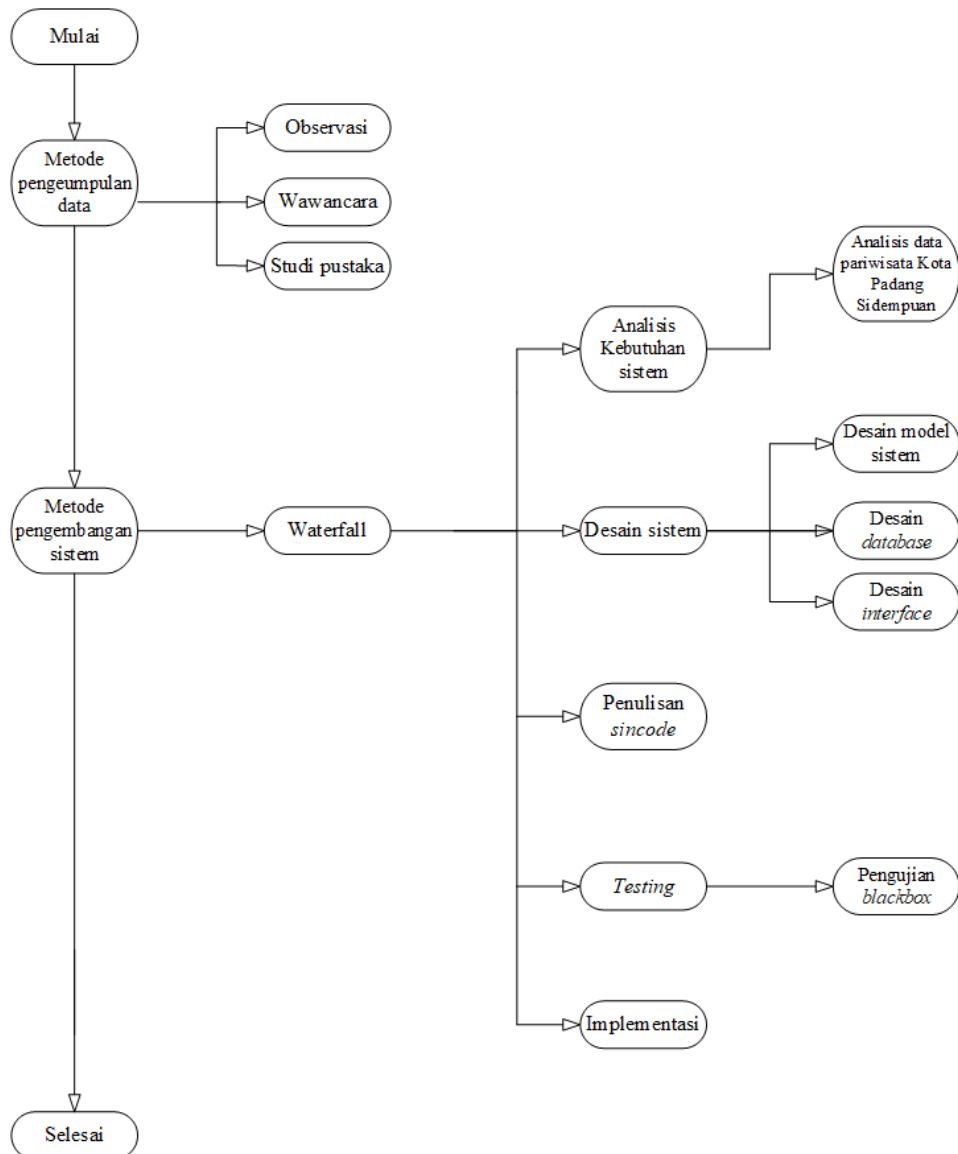 Mulai
Metode
pengeumpulan
data
Observasi
Wawancara
Studi pustaka
Metode
pengembangan
sistem
Waterfall
Analisis
Kebutuhan
sistem
Analisis data
pariwisata Kota
Padang
Sidempuan
Desain sistem
Desain model
sistem
Desain
database
Desain
interface
Penulisan
sincode
Testing
Pengujian
blackbox
Implementasi
Selesai